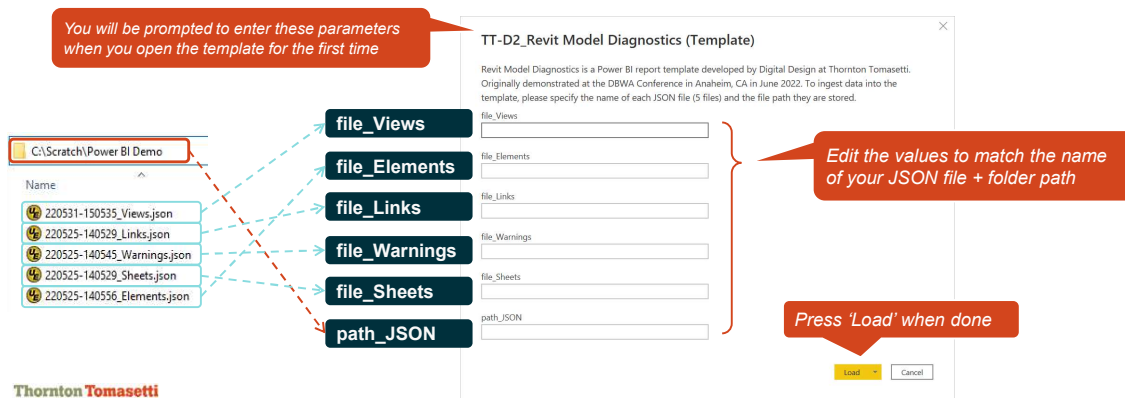 You will be prompted to enter these parameters
when you open the template for the first time
TT-D2_Revit Model Diagnostics (Template)
Revit Model Diagnostics is a Power BI report template developed by Digital Design at Thornton Tomasetti.
Originally demonstrated at the DBWA Conference in Anaheim, CA in June 2022. To ingest data into the
template, please specify the name of each JSON file (5 files) and the file path they are stored.
C:\Scratch\Power BI Demo
Name
220531-150535_Views.json
220525-140529_Links.json
220525-140545_Warnings.json
220525-140529_Sheets.json
220525-140556_Elements.json
file_Views
file_Elements
file_Links
file_Warnings
file_Sheets
path_JSON
file_Views
file_Elements
file_Links
file_Warnings
file_Sheets
path_JSON
Edit the values to match the name
of your JSON file + folder path
Press ‘Load’ when done
Load
Cancel
Thornton Tomasetti